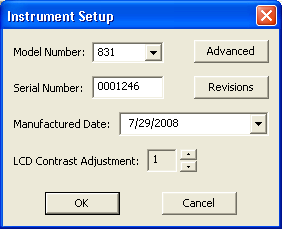 Instrument Setup
Model Number: 831 Advanced
Serial Number: 0001246 Revisions
Manufactured Date: 7/29/2008
LCD Contrast Adjustment: 1
OK Cancel